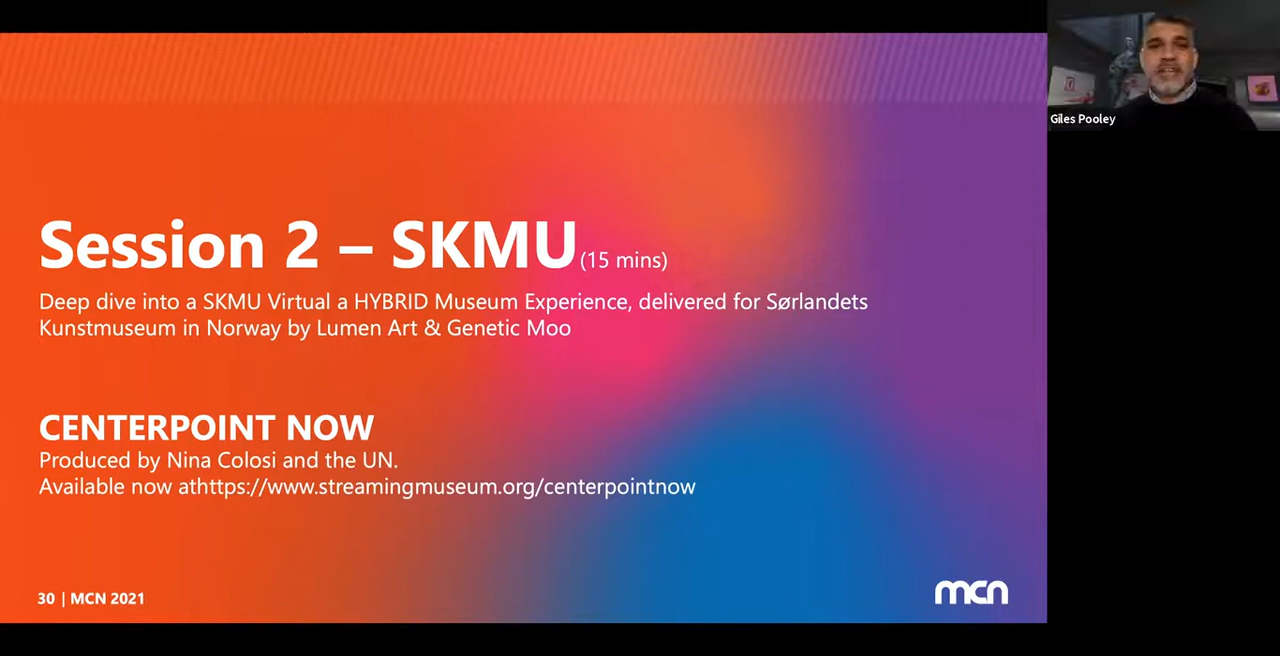 Session 2 – SKMU (15 mins)
Deep dive into a SKMU Virtual a HYBRID Museum Experience, delivered for Sørlandets
Kunstmuseum in Norway by Lumen Art & Genetic Moo
CENTERPOINT NOW
Produced by Nina Colosi and the UN.
Available now athttps://www.streamingmuseum.org/centerpointnow
30 | MCN 2021
mcn
Giles Pooley